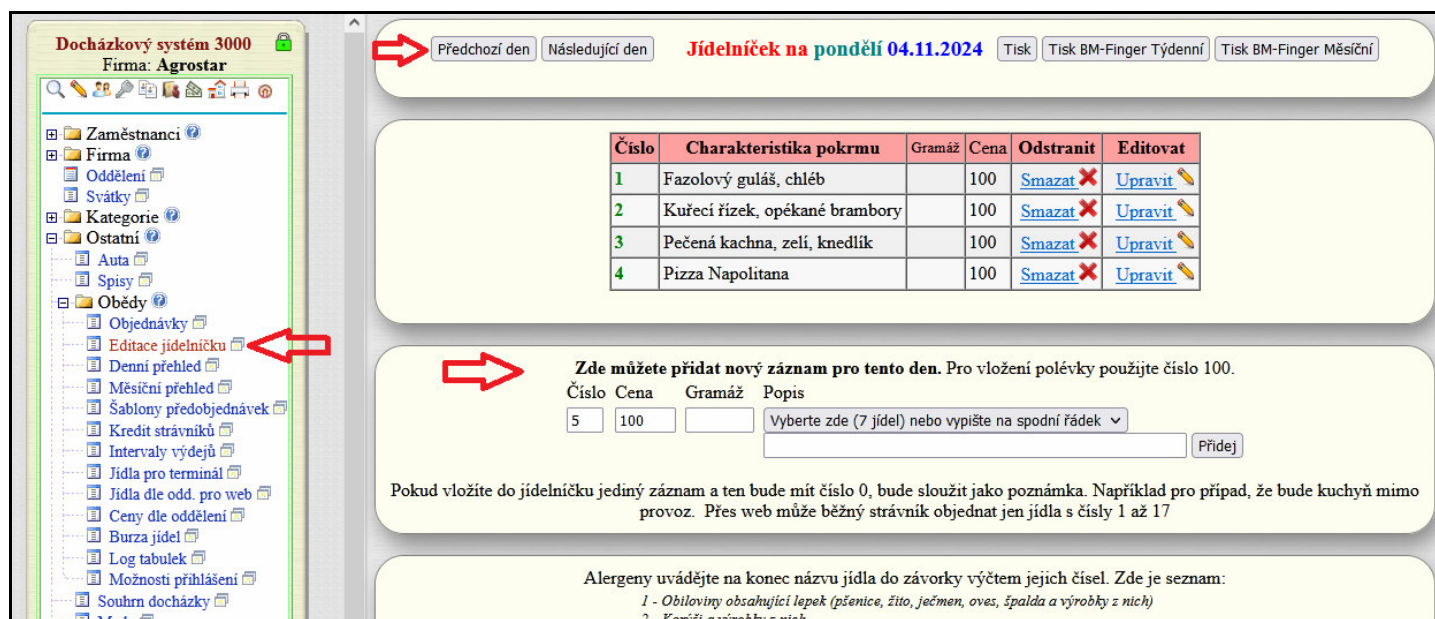 Docházkový systém 3000
Firma: Agrostar
Zaměstnanci
Firma
Oddělení
Svátky
Kategorie
Ostatní
Auta
Spisy
Obědy
Objednávky
Editace jídelníčku
Denní přehled
Měsíční přehled
Šablony předobjednávek
Kredit strávníků
Intervaly výdejů
Jídla pro terminál
Jídla dle odd. pro web
Ceny dle oddělení
Burza jídel
Log tabulek
Možnosti přihlášení
Souhrn docházky
Předchozí den Následující den Jídelníček na pondělí 04.11.2024 Tisk Tisk BM-Finger Týdenní Tisk BM-Finger Měsíční
Číslo Charakteristika pokrmu Gramáž Cena Odstranit Editovat
1 Fazolový guláš, chléb 100 Smazat Upravit
2 Kuřecí řízek, opékané brambory 100 Smazat Upravit
3 Pečená kachna, zelí, knedlík 100 Smazat Upravit
4 Pizza Napolitana 100 Smazat Upravit
Zde můžete přidat nový záznam pro tento den. Pro vložení polévky použijte číslo 100.
Číslo Cena Gramáž Popis
5 100 Vyberte zde (7 jídel) nebo vypište na spodní řádek
Přidej
Pokud vložíte do jídelníčku jediný záznam a ten bude mít číslo 0, bude sloužit jako poznámka. Například pro případ, že bude kuchyň mimo
provoz. Přes web může běžný strávník objednat jen jídla s čísly 1 až 17
Alergeny uvádějte na konec názvu jídla do závorky výčtem jejich čísel. Zde je seznam:
1 - Obiloviny obsahující lepek (pšenice, žito, ječmen, oves, špalda a výrobky z nich)
2 - Korýši a výrobky z nich